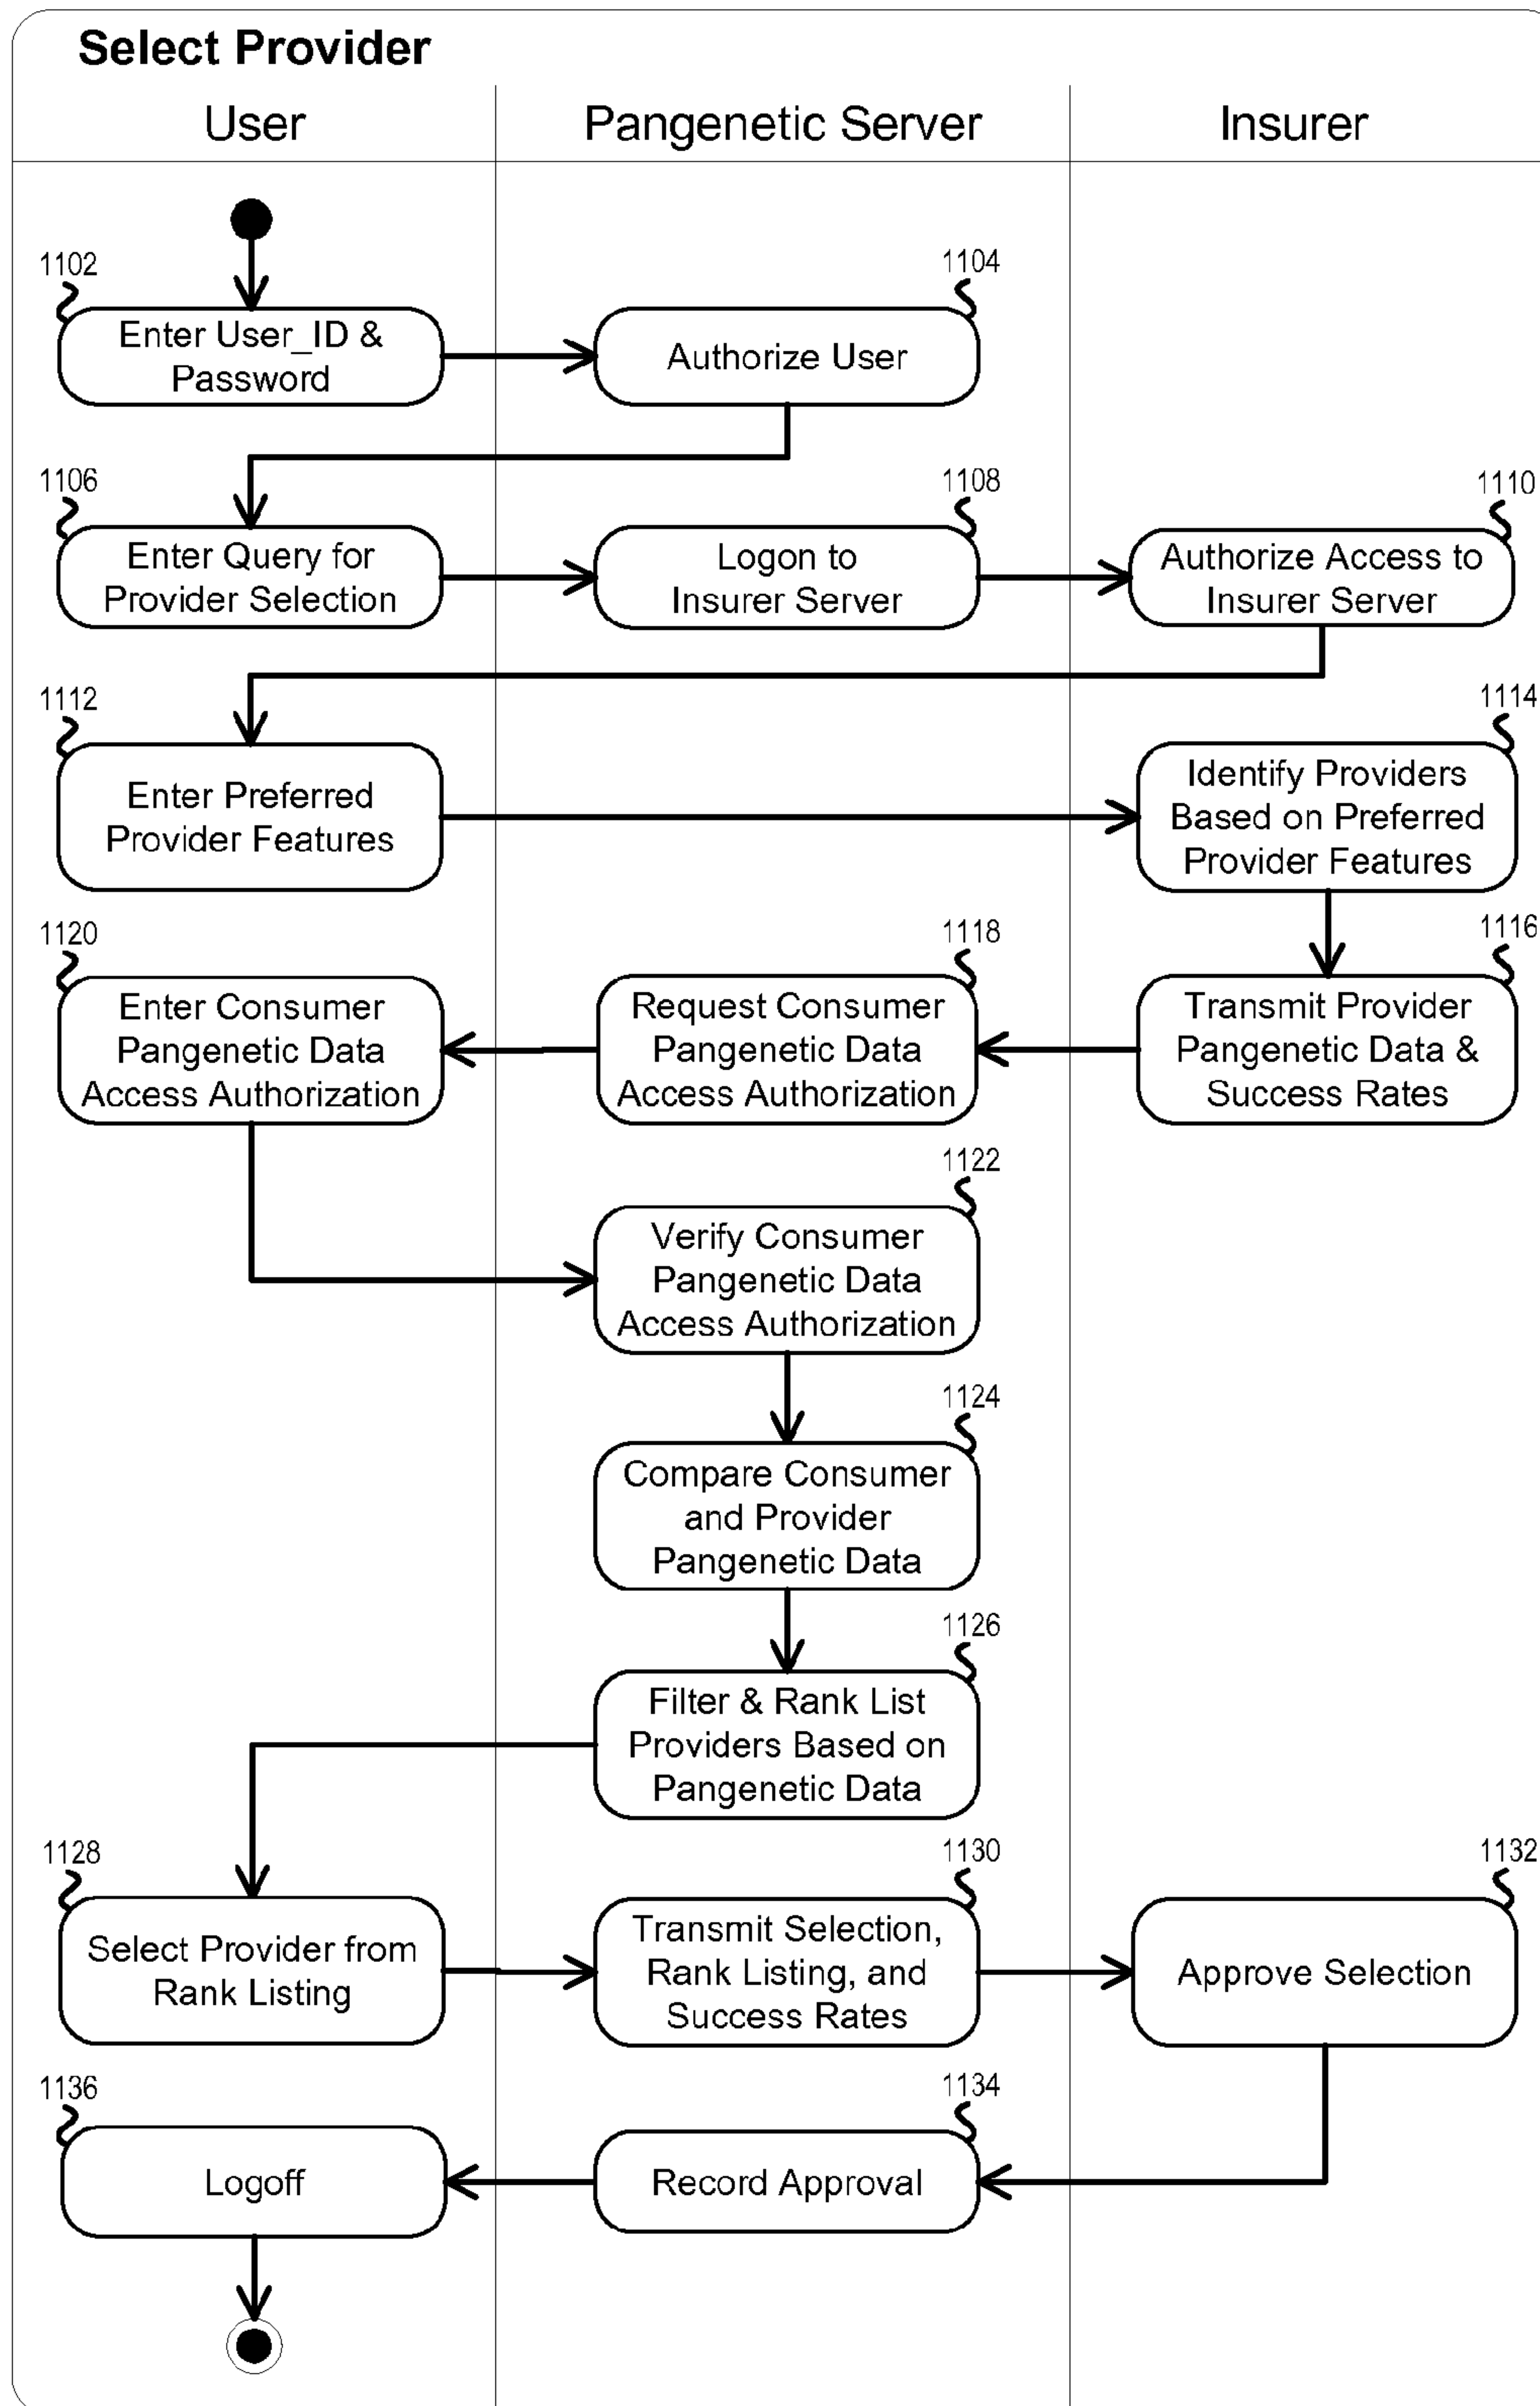 Select Provider
User
Pangenetic Server
Insurer
1102
Enter User_ID &
Password
1104
Authorize User
1106
Enter Query for
Provider Selection
1108
Logon to
Insurer Server
1110
Authorize Access to
Insurer Server
1112
Enter Preferred
Provider Features
1114
Identify Providers
Based on Preferred
Provider Features
1120
Enter Consumer
Pangenetic Data
Access Authorization
1118
Request Consumer
Pangenetic Data
Access Authorization
1116
Transmit Provider
Pangenetic Data &
Success Rates
1122
Verify Consumer
Pangenetic Data
Access Authorization
1124
Compare Consumer
and Provider
Pangenetic Data
1126
Filter & Rank List
Providers Based on
Pangenetic Data
1128
Select Provider from
Rank Listing
1130
Transmit Selection,
Rank Listing, and
Success Rates
1132
Approve Selection
1136
Logoff
1134
Record Approval